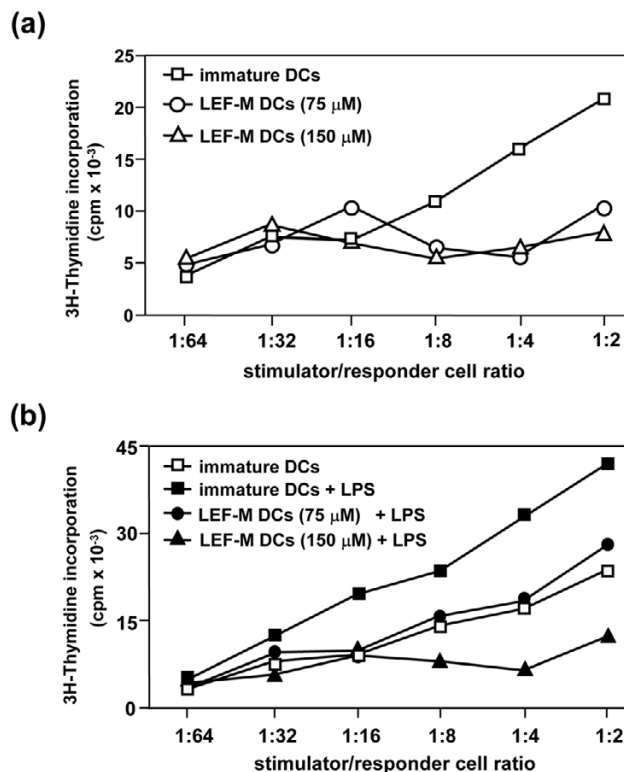 (a)
25
20
15
10
5
0
3H-Thymidine incorporation
(cpm x 10-3)
immature DCs
LEF-M DCs (75 μM)
LEF-M DCs (150 μM)
1:64 1:32 1:16 1:8 1:4 1:2
stimulator/responder cell ratio
(b)
45
30
15
0
3H-Thymidine incorporation
(cpm x 10-3)
immature DCs
immature DCs + LPS
LEF-M DCs (75 μM) + LPS
LEF-M DCs (150 μM) + LPS
1:64 1:32 1:16 1:8 1:4 1:2
stimulator/responder cell ratio